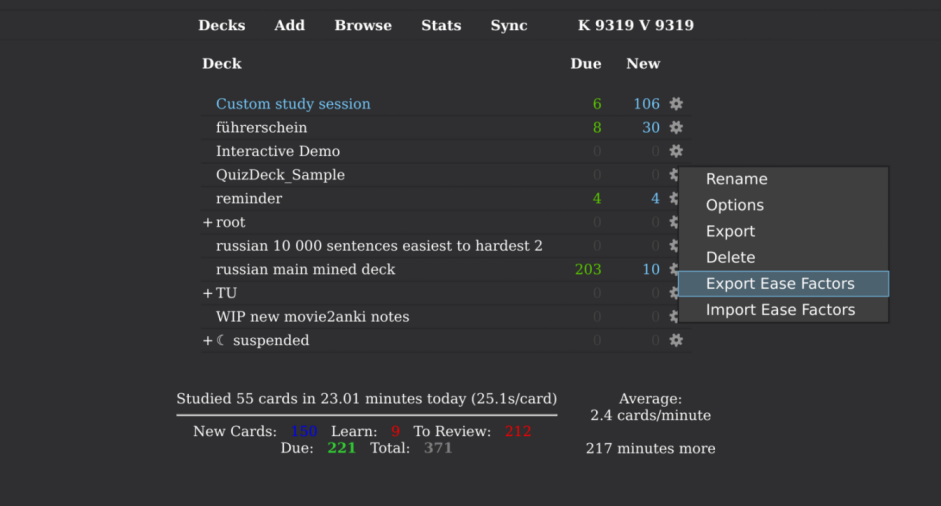 Decks Add Browse Stats Sync K 9319 V 9319
Deck Due New
Custom study session 6 106
führerschein 8 30
Interactive Demo 0 0
QuizDeck_Sample 0 0
reminder 4 4
+ root 0 0
russian 10 000 sentences easiest to hardest 2 0 0
russian main mined deck 203 10
+ TU 0 0
WIP new movie2anki notes 0 0
+ ☾ suspended 0 0
Rename
Options
Export
Delete
Export Ease Factors
Import Ease Factors
Studied 55 cards in 23.01 minutes today (25.1s/card)
New Cards: 150 Learn: 9 To Review: 212
Due: 221 Total: 371
Average:
2.4 cards/minute
217 minutes more